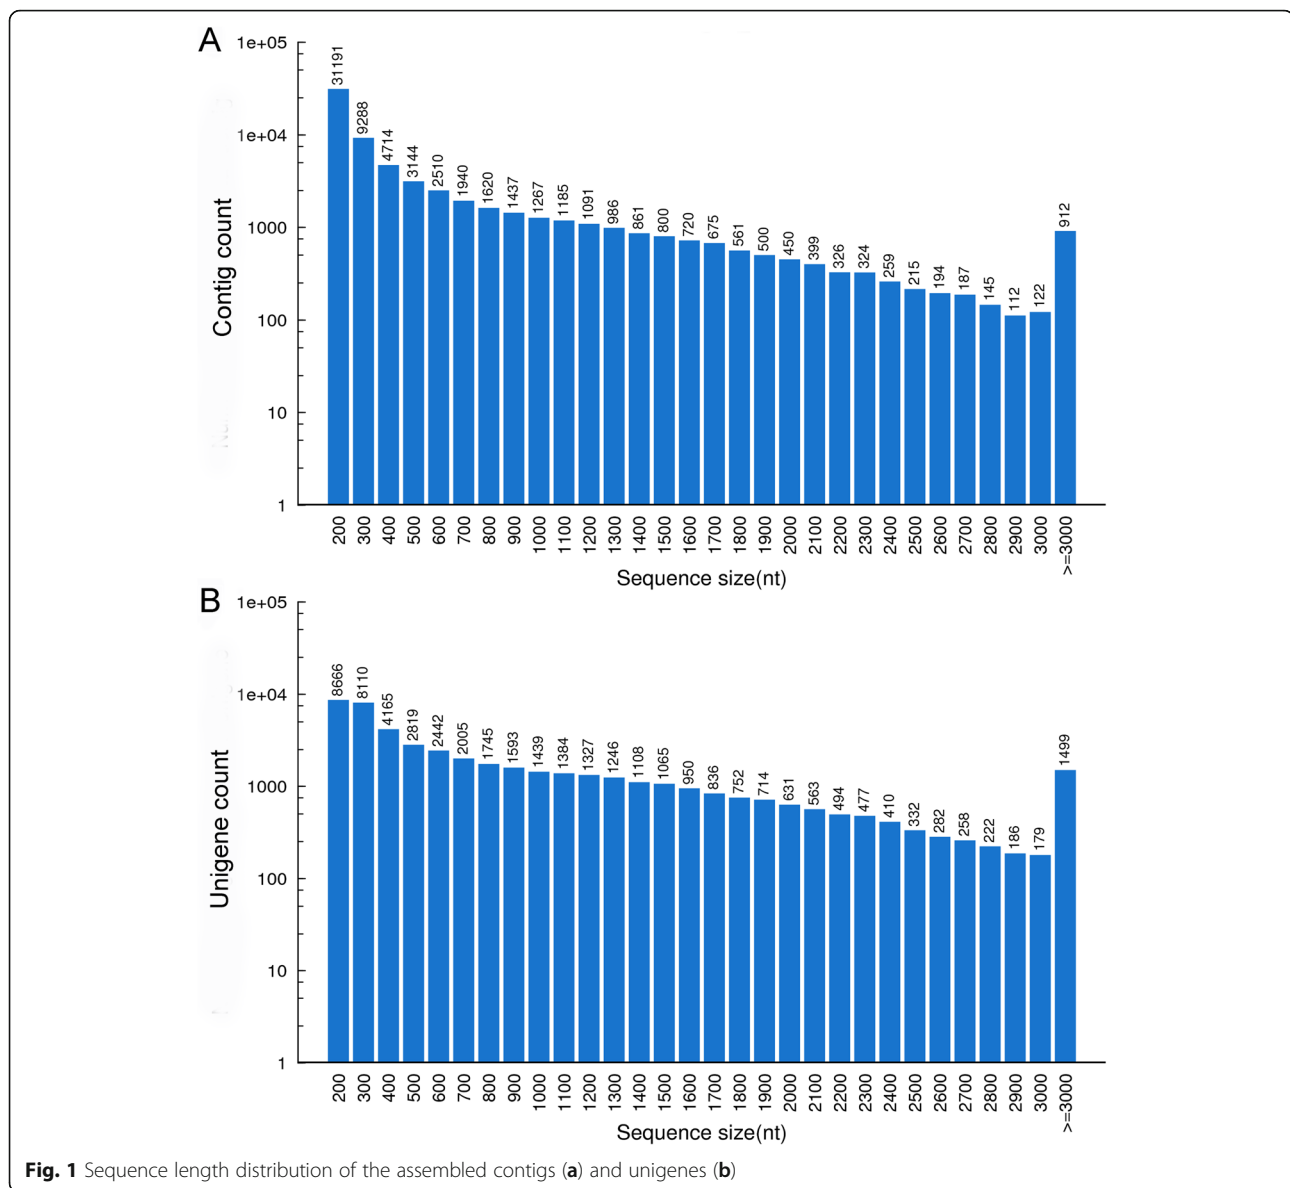 A
1e+05
1e+04
1000
100
10
1
Contig count
31191 9288 4714 3144 2510 1940 1620 1437 1267 1185 1091 986 861 800 720 675 561 500 450 399 326 324 259 215 194 187 145 112 122 912
200 300 400 500 600 700 800 900 1000 1100 1200 1300 1400 1500 1600 1700 1800 1900 2000 2100 2200 2300 2400 2500 2600 2700 2800 2900 3000 >=3000
Sequence size(nt)
B
1e+05
1e+04
1000
100
10
1
Unigene count
8666 8110 4165 2819 2442 2005 1745 1593 1439 1384 1327 1246 1108 1065 950 836 752 714 631 563 494 477 410 332 282 258 222 186 179 1499
200 300 400 500 600 700 800 900 1000 1100 1200 1300 1400 1500 1600 1700 1800 1900 2000 2100 2200 2300 2400 2500 2600 2700 2800 2900 3000 >=3000
Sequence size(nt)
Fig. 1 Sequence length distribution of the assembled contigs (a) and unigenes (b)